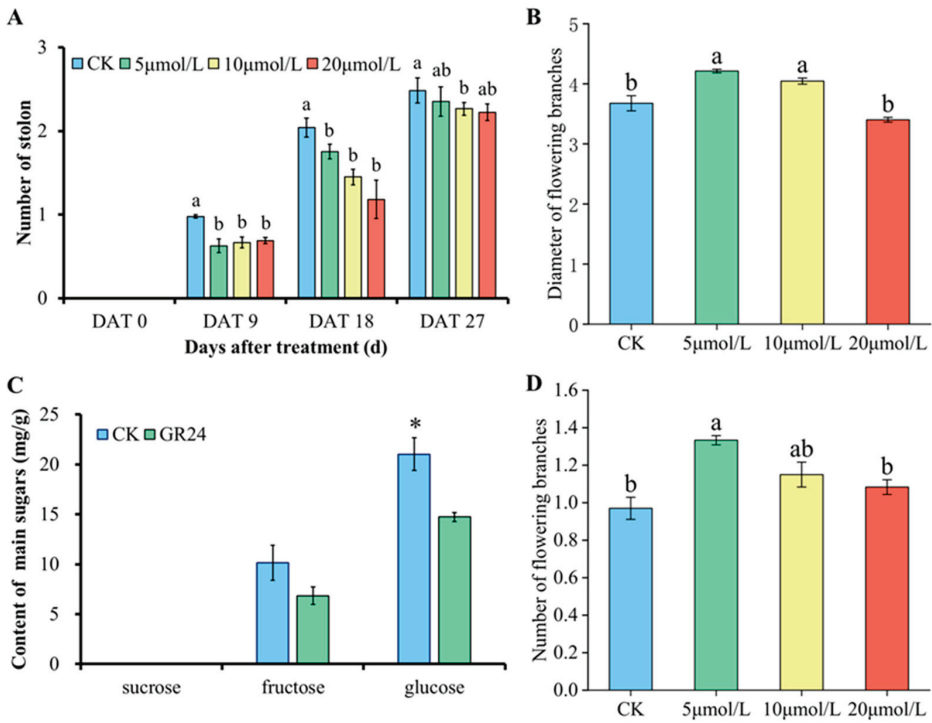 A
CK 5μmol/L 10μmol/L 20μmol/L
Number of stolon
3
2
1
0
a b b b
a b b b
a ab b ab
DAT 0 DAT 9 DAT 18 DAT 27
Days after treatment (d)
B
Diameter of flowering branches
5
4
3
2
1
0
b a a b
CK 5μmol/L 10μmol/L 20μmol/L
C
CK GR24
Content of main sugars (mg/g)
25
20
15
10
5
0
*
sucrose fructose glucose
D
Number of flowering branches
1.6
1.4
1.2
1.0
0.8
0.6
0.4
0.2
0.0
b a ab b
CK 5μmol/L 10μmol/L 20μmol/L